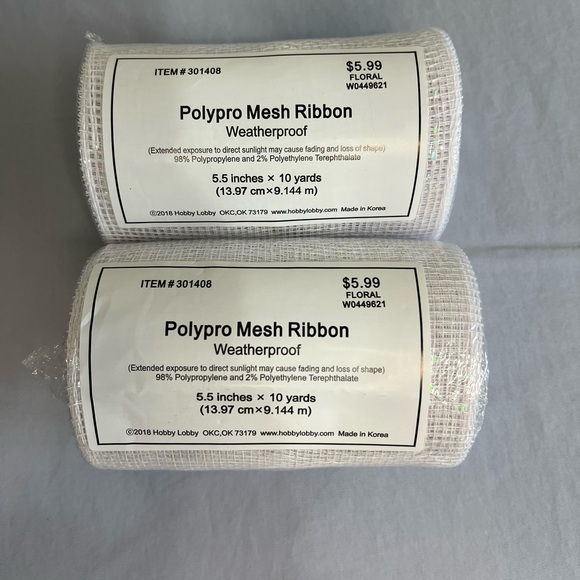 ITEM # 301408
$5.99
FLORAL
W0449621
Polypro Mesh Ribbon
Weatherproof
(Extended exposure to direct sunlight may cause fading and loss of shape)
98% Polypropylene and 2% Polyethylene Terephthalate
5.5 inches × 10 yards
(13.97 cm×9.144 m)
©2018 Hobby Lobby OKC,OK 73179 www.hobbylobby.com Made in Korea
ITEM # 301408
$5.99
FLORAL
W0449621
Polypro Mesh Ribbon
Weatherproof
(Extended exposure to direct sunlight may cause fading and loss of shape)
98% Polypropylene and 2% Polyethylene Terephthalate
5.5 inches × 10 yards
(13.97 cm×9.144 m)
©2018 Hobby Lobby OKC,OK 73179 www.hobbylobby.com Made in Korea